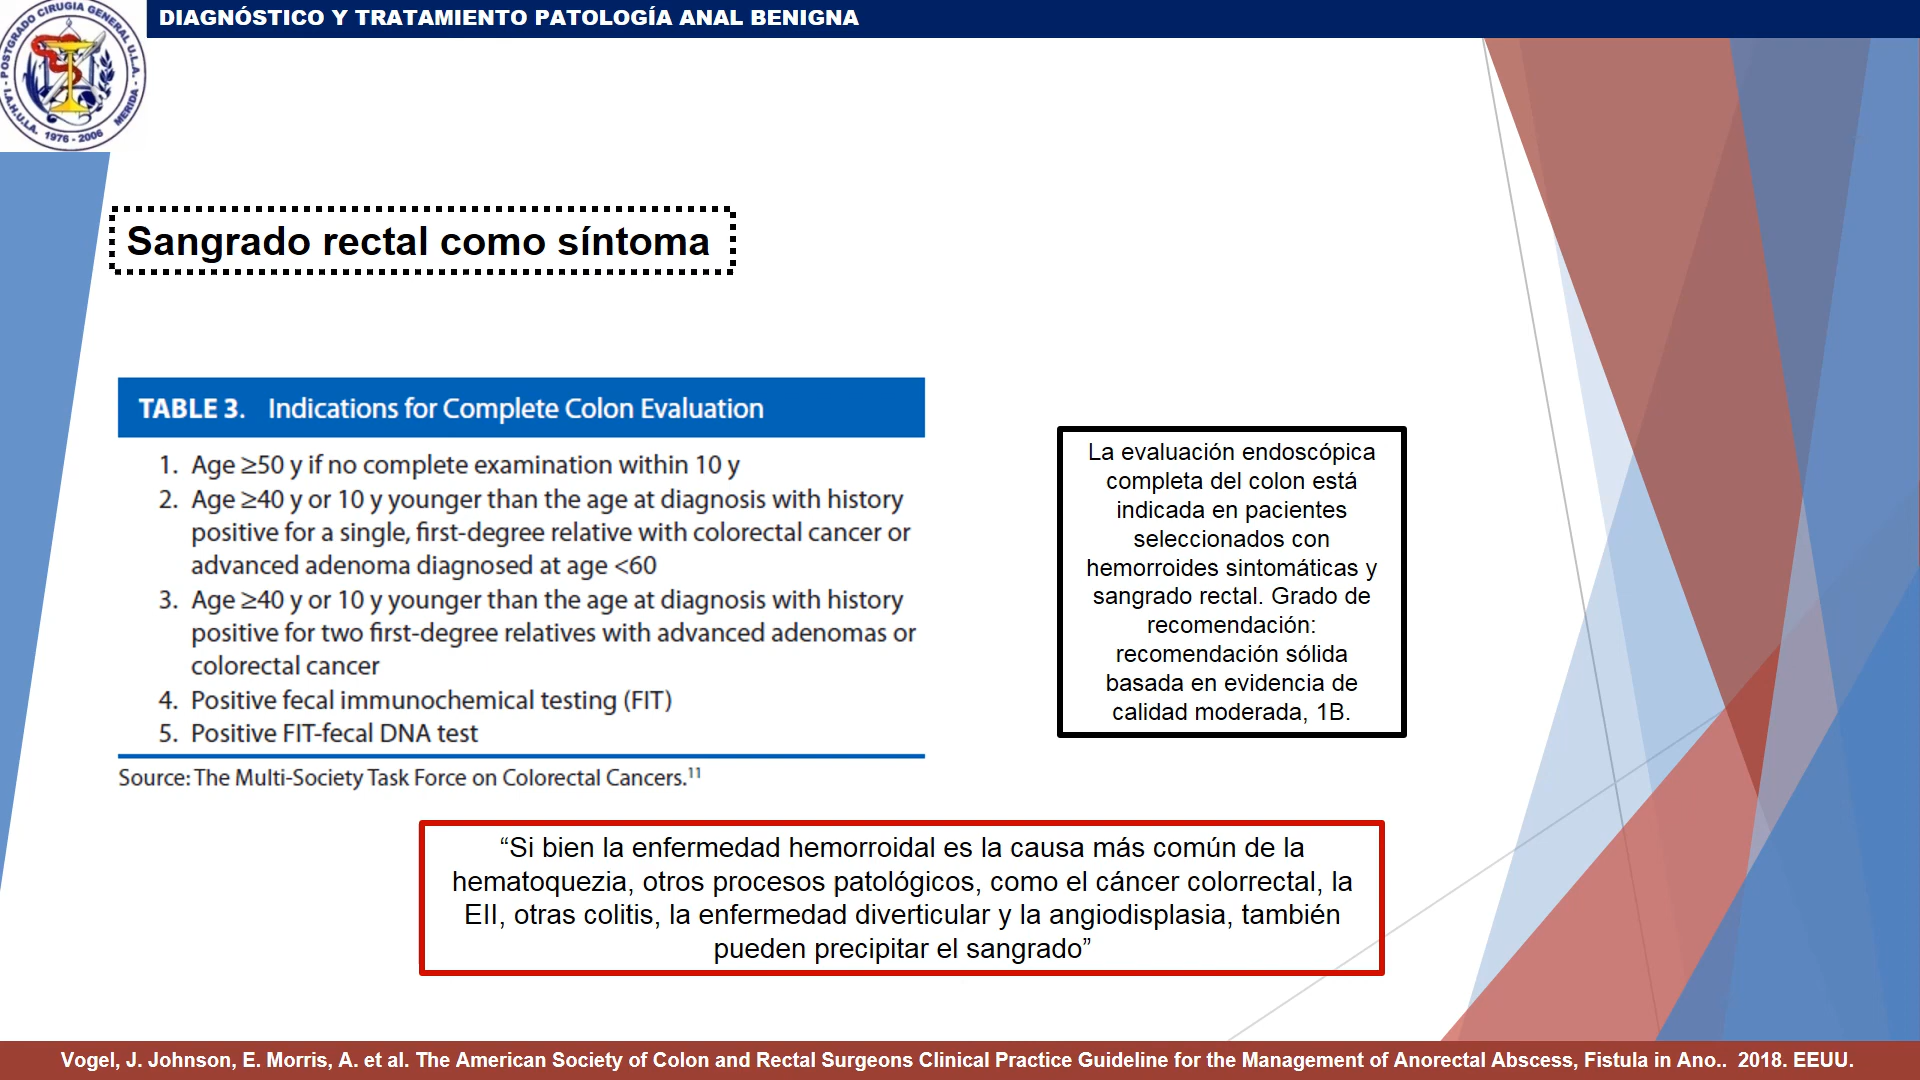 DIAGNÓSTICO Y TRATAMIENTO PATOLOGÍA ANAL BENIGNA
POSTGRADO CIRUGIA GENERAL U.L.A. - MERIDA -
I.A.H.U.L.A. 1976 - 2006
Sangrado rectal como síntoma
TABLE 3. Indications for Complete Colon Evaluation
1. Age ≥50 y if no complete examination within 10 y
2. Age ≥40 y or 10 y younger than the age at diagnosis with history
positive for a single, first-degree relative with colorectal cancer or
advanced adenoma diagnosed at age <60
3. Age ≥40 y or 10 y younger than the age at diagnosis with history
positive for two first-degree relatives with advanced adenomas or
colorectal cancer
4. Positive fecal immunochemical testing (FIT)
5. Positive FIT-fecal DNA test
Source: The Multi-Society Task Force on Colorectal Cancers.11
La evaluación endoscópica
completa del colon está
indicada en pacientes
seleccionados con
hemorroides sintomáticas y
sangrado rectal. Grado de
recomendación:
recomendación sólida
basada en evidencia de
calidad moderada, 1B.
“Si bien la enfermedad hemorroidal es la causa más común de la
hematoquezia, otros procesos patológicos, como el cáncer colorrectal, la
EII, otras colitis, la enfermedad diverticular y la angiodisplasia, también
pueden precipitar el sangrado”
Vogel, J. Johnson, E. Morris, A. et al. The American Society of Colon and Rectal Surgeons Clinical Practice Guideline for the Management of Anorectal Abscess, Fistula in Ano.. 2018. EEUU.